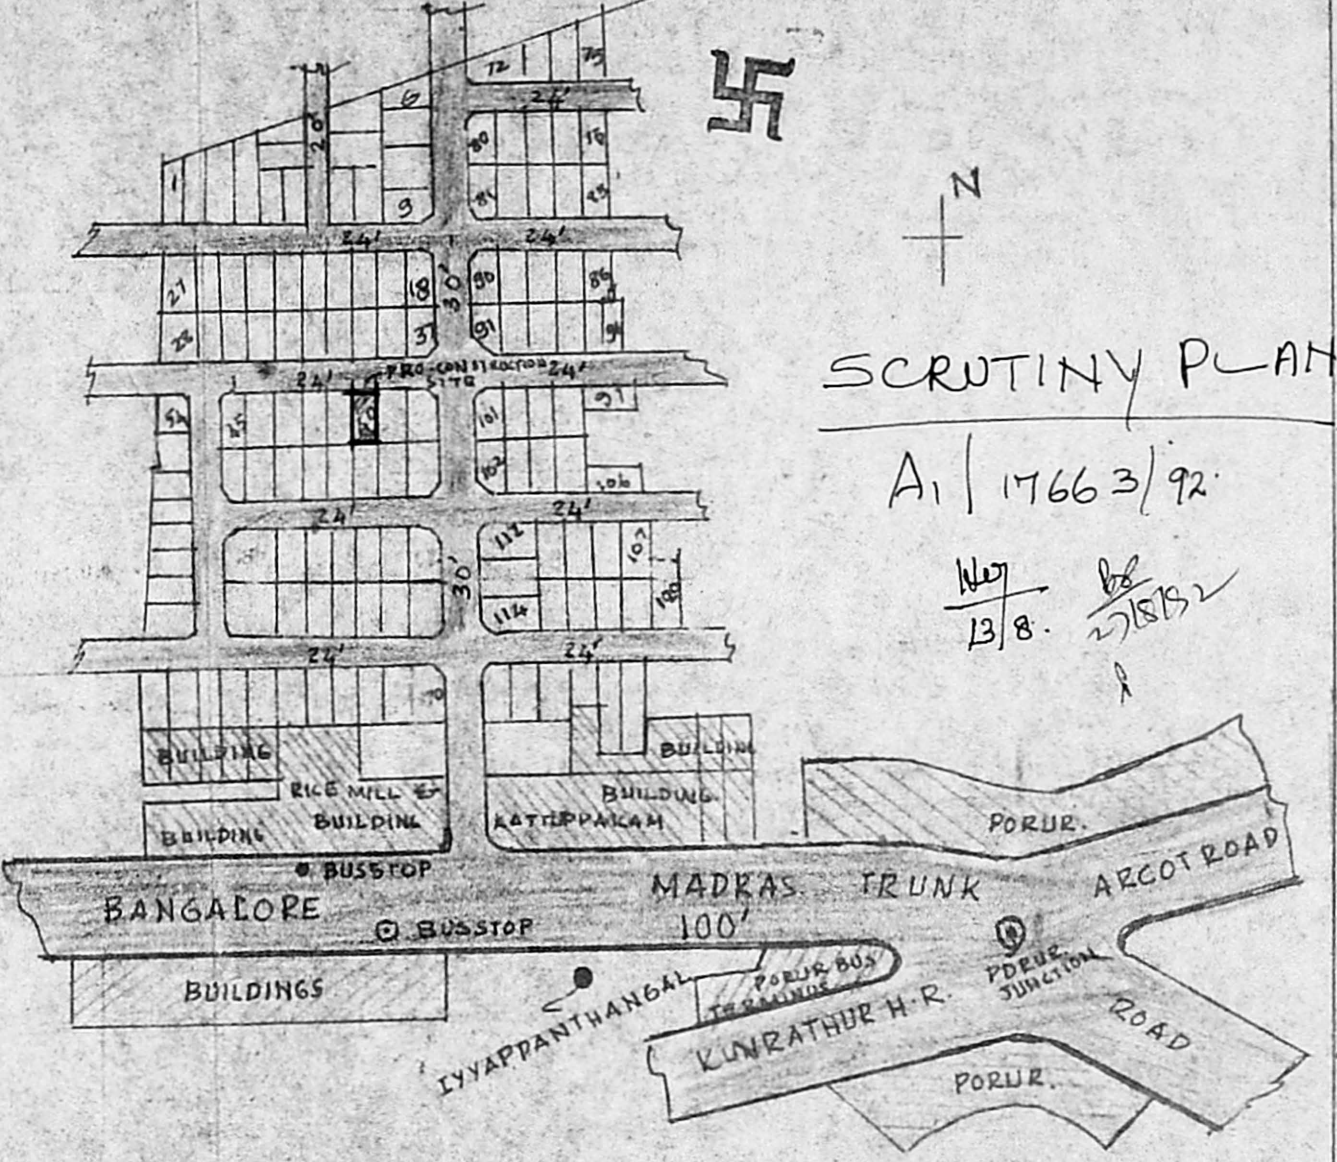 72
75
6
24'
20'
80
76
1
81
85
9
24'
24'
27
18
30'
90
86
28
37
91
94
24'
PRO-CONSTRUCTION
SITE
24'
54
45
101
97
102
106
24'
24'
112
107
30'
114
108
24'
24'
N
SCRUTINY PLAN
A1/17663/92.
13/8.
27/8/92
BUILDING
BUILDING
RICE MILL &
BUILDING
BUILDING
BUILDING
KATTUPPAKAM
PORUR.
BUSSTOP
BANGALORE
MADRAS TRUNK
ARCOT ROAD
BUSSTOP
100'
BUILDINGS
IYYAPPANTHANGAL
PORUR BUS
TERMINUS
PORUR
JUNCTION
KUNRATHUR H.R.
ROAD
PORUR.